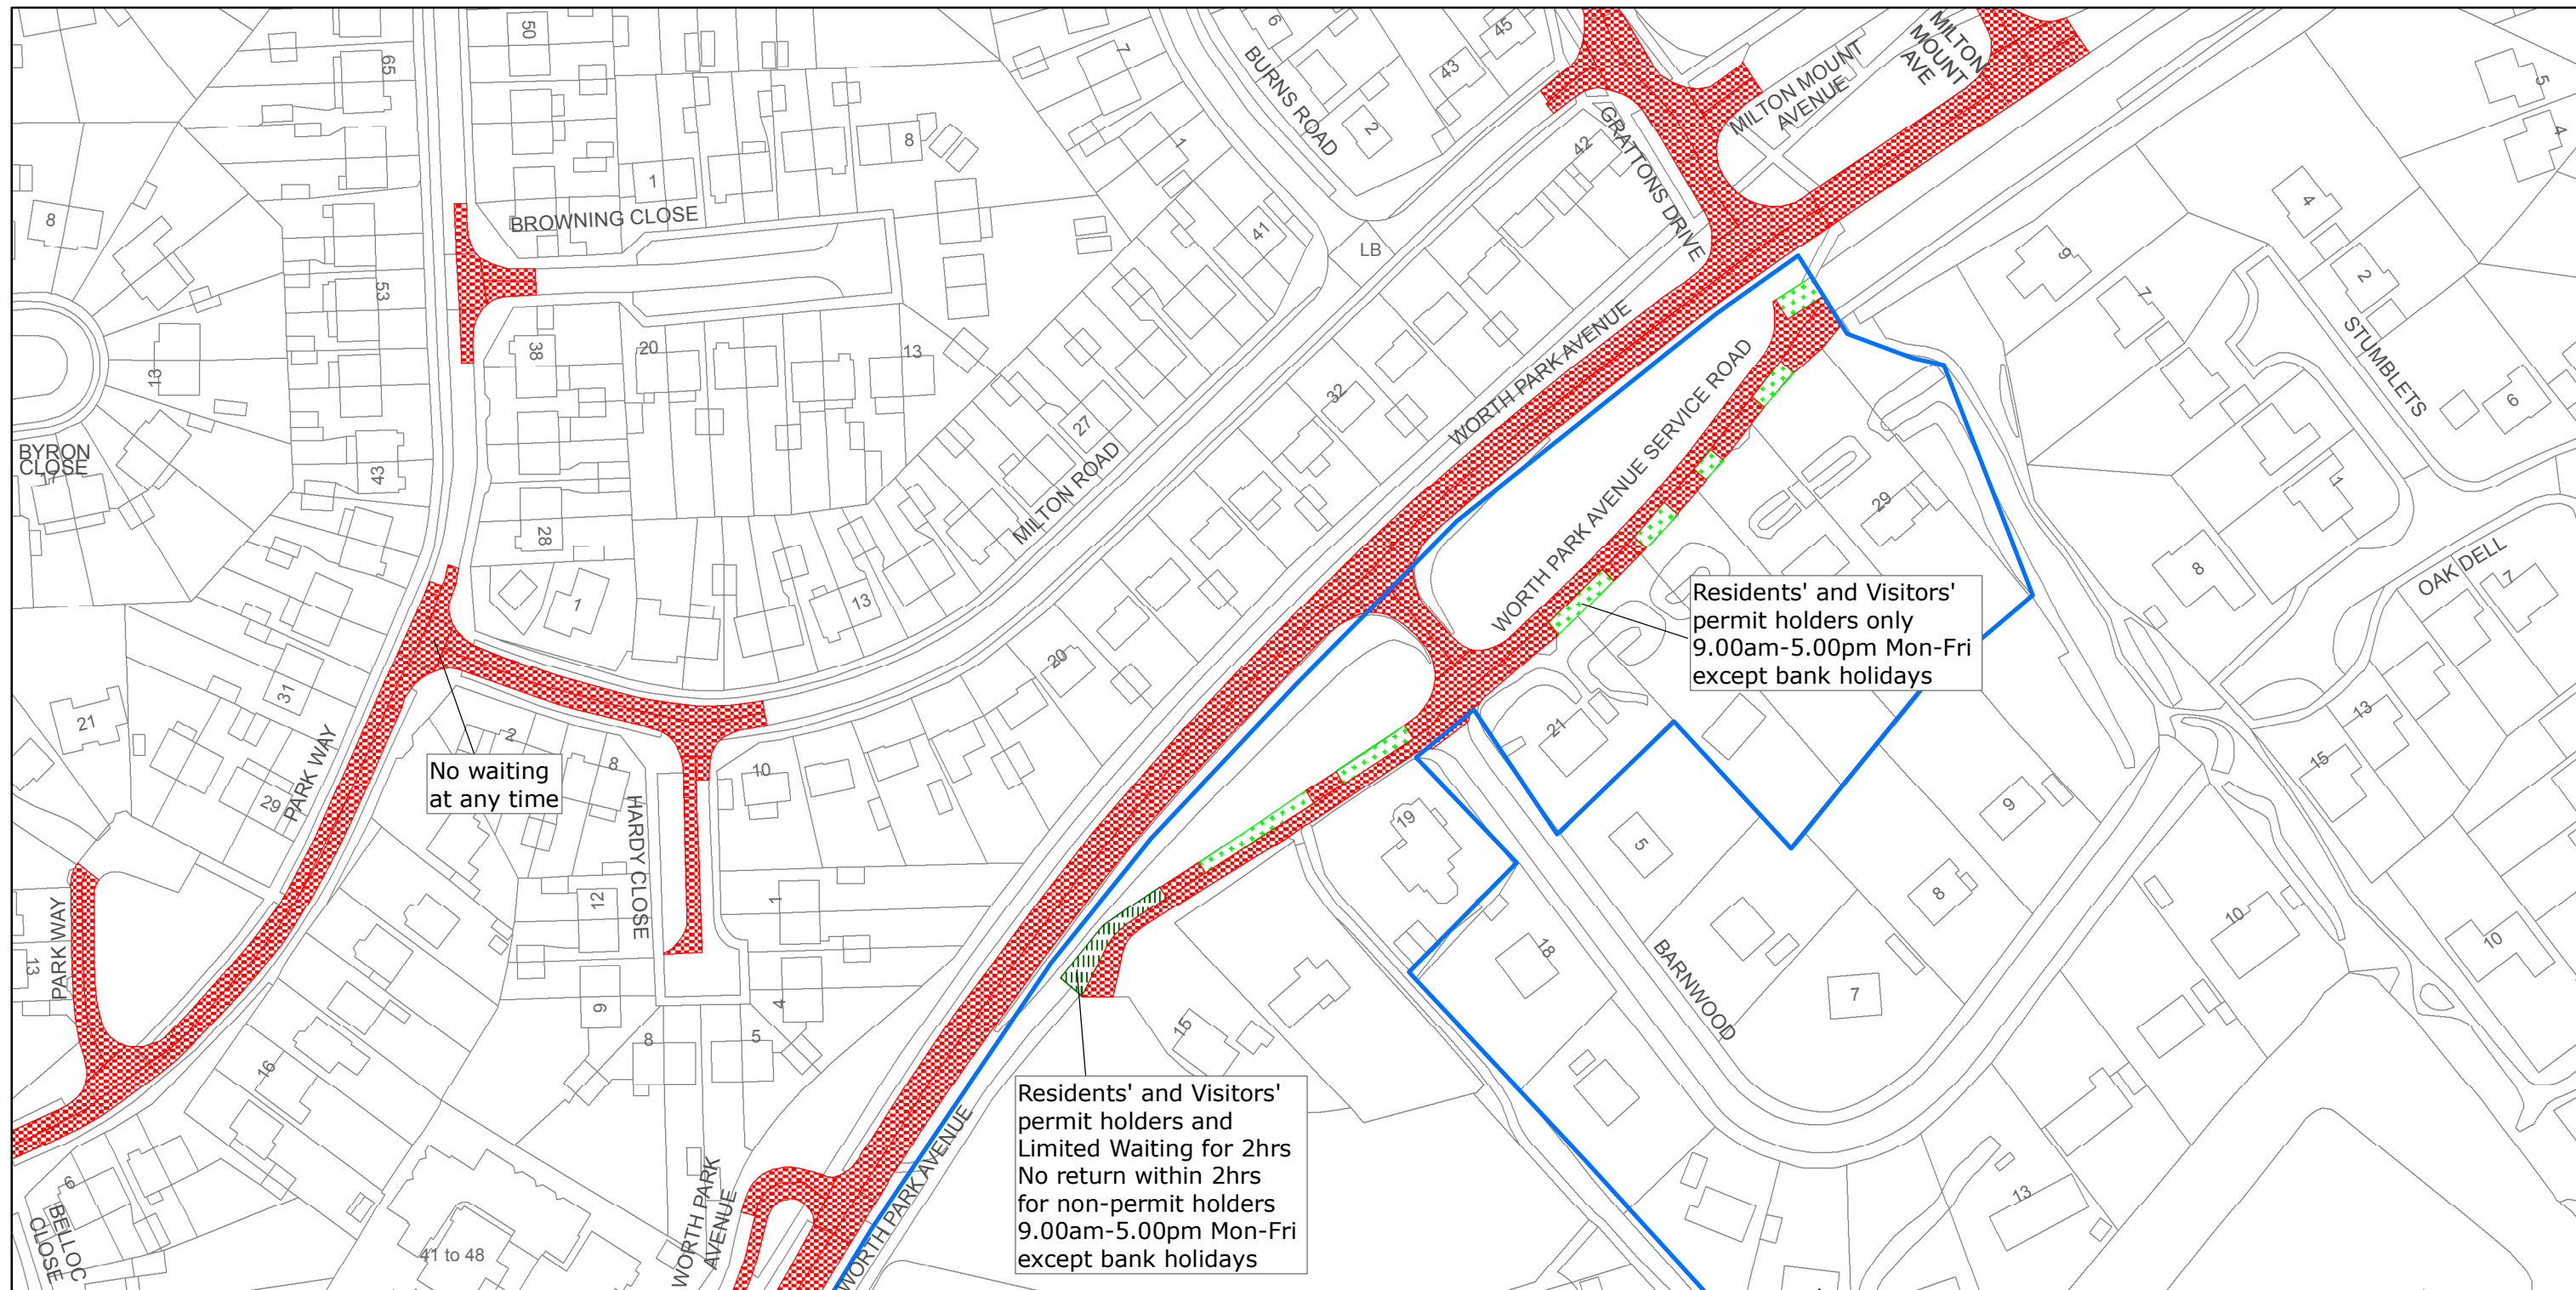 50
65
7
6
45
43
BURNS ROAD
2
MILTON MOUNT
AVENUE
MILTON
MOUNT
AVE
5
4
1
8
1
GRATTONS DRIVE
42
8
BROWNING CLOSE
41
LB
4
2
9
7
53
13
38
20
13
WORTH PARK AVENUE
WORTH PARK AVENUE SERVICE ROAD
STUMBLETS
6
32
27
BYRON
CLOSE
17
43
28
MILTON ROAD
29
1
8
OAK DELL
7
1
13
Residents' and Visitors'
permit holders only
9.00am-5.00pm Mon-Fri
except bank holidays
20
31
21
29
PARK WAY
No waiting
at any time
2
8
10
21
13
15
HARDY CLOSE
12
1
19
5
9
8
10
10
PARK WAY
13
9
4
18
BARNWOOD
7
16
8
5
15
Residents' and Visitors'
permit holders and
Limited Waiting for 2hrs
No return within 2hrs
for non-permit holders
9.00am-5.00pm Mon-Fri
except bank holidays
WORTH PARK AVENUE
WORTH PARK
AVENUE
6
BELLOC
CLOSE
41 to 48
13